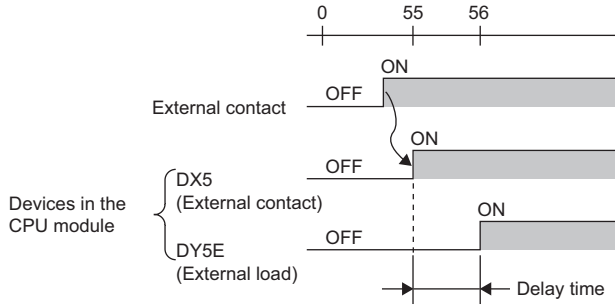 0 55 56
ON
External contact OFF
ON
DX5 OFF
(External contact)
Devices in the
CPU module
ON
DY5E OFF
(External load)
Delay time